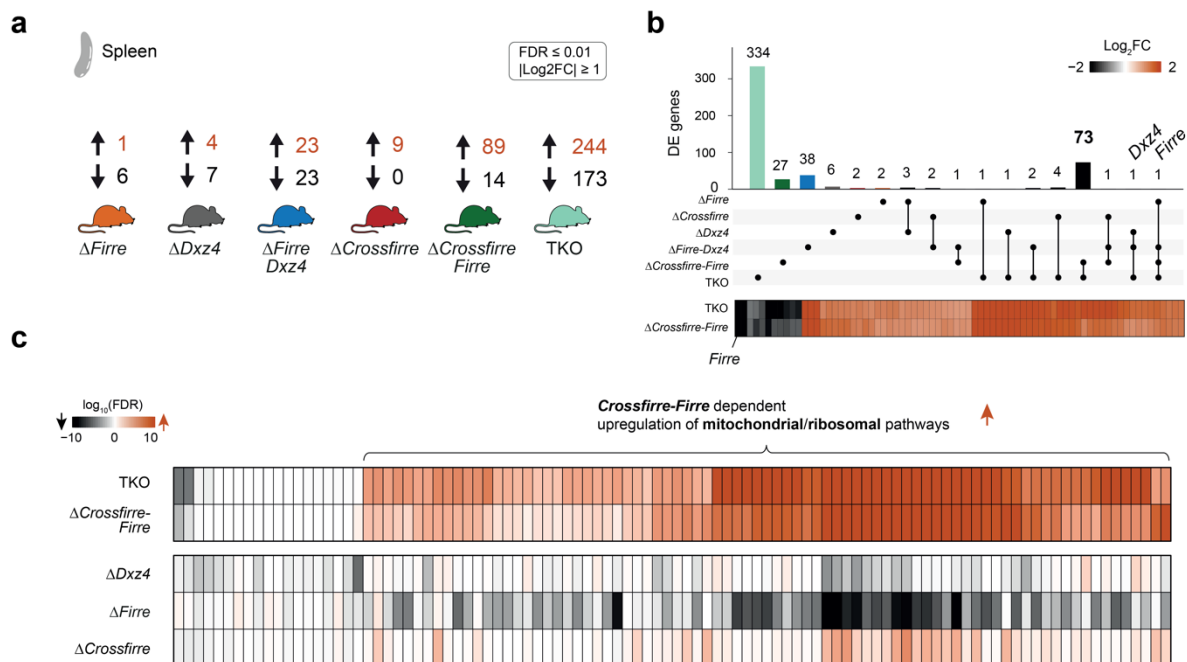 a
Spleen
FDR ≤ 0.01
|Log2FC| ≥ 1
1 4 23 9 89 244
6 7 23 0 14 173
ΔFirre
ΔDxz4
ΔFirre
Dxz4
ΔCrossfirre
ΔCrossfirre
Firre
TKO
b
Log₂FC
−2 2
DE genes
300
200
100
0
334 27 38 6 2 2 3 2 1 1 1 2 4 73 1 1 1
Dxz4
Firre
ΔFirre
ΔCrossfirre
ΔDxz4
ΔFirre-Dxz4
ΔCrossfirre-Firre
TKO
TKO
ΔCrossfirre-Firre
Firre
c
log₁₀(FDR)
−10 0 10
Crossfirre-Firre dependent
upregulation of mitochondrial/ribosomal pathways
TKO
ΔCrossfirre-
Firre
ΔDxz4
ΔFirre
ΔCrossfirre